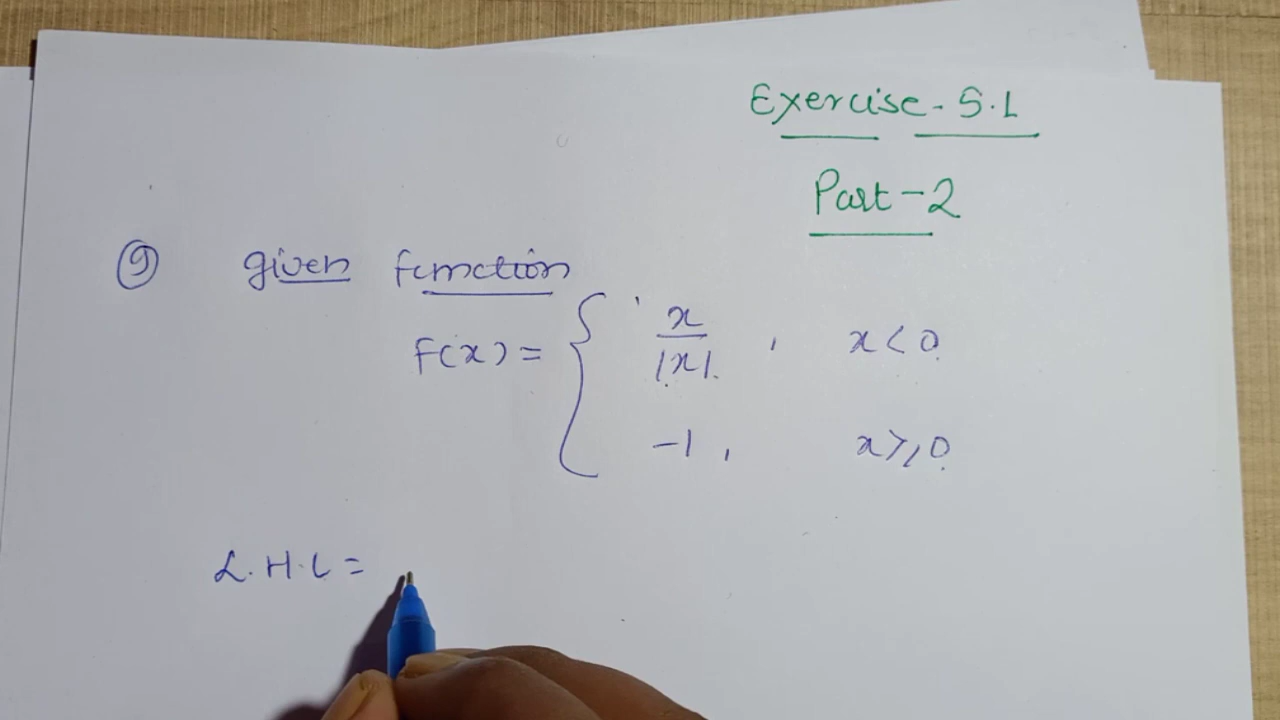 Exercise - 5.1
Part - 2
⑨ given function
f(x) = { x/|x| , x < 0
-1 , x ≥ 0
L.H.L =